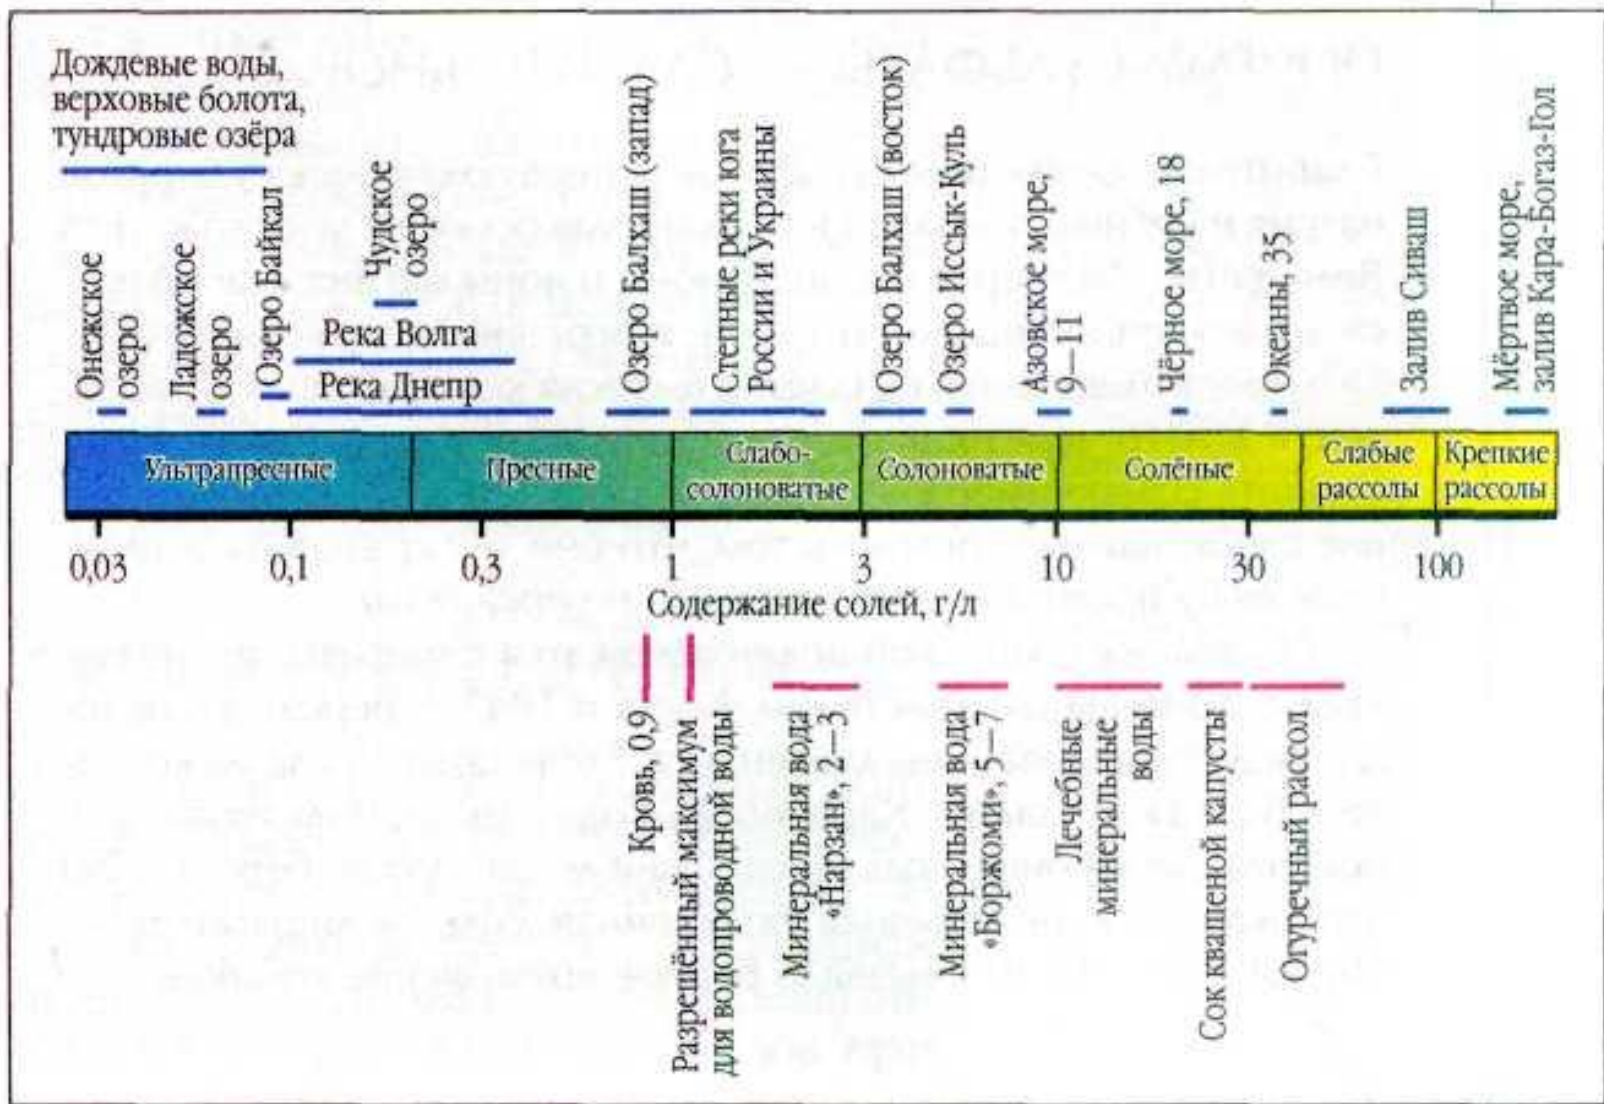 Дождевые воды,
верховые болота,
тундровые озёра
Онежское
озеро
Ладожское
озеро
Озеро Байкал
Чудское
озеро
Река Волга
Река Днепр
Озеро Балхаш (запад)
Степные реки юга
России и Украины
Озеро Балхаш (восток)
Озеро Иссык-Куль
Азовское море,
9—11
Чёрное море, 18
Океаны, 35
Залив Сиваш
Мёртвое море,
залив Кара-Богаз-Гол
Ультрапресные
Пресные
Слабо-
солоноватые
Солоноватые
Солёные
Слабые
рассолы
Крепкие
рассолы
0,03
0,1
0,3
1
3
10
30
100
Содержание солей, г/л
Кровь, 0,9
Разрешённый максимум
для водопроводной воды
Минеральная вода
«Нарзан», 2—3
Минеральная вода
«Боржоми», 5—7
Лечебные
минеральные
воды
Сок квашеной капусты
Огуречный рассол